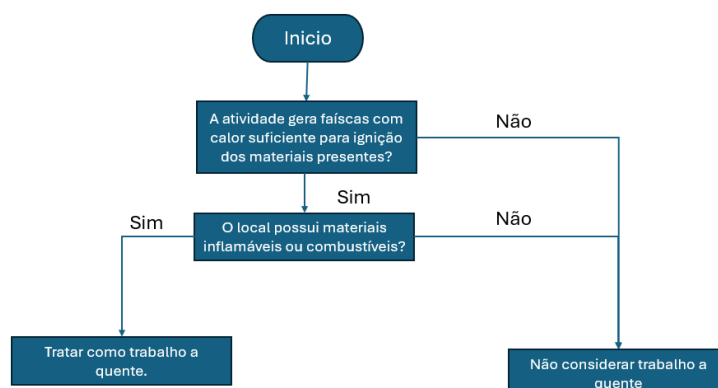 Inicio
A atividade gera faíscas com
calor suficiente para ignição
dos materiais presentes?
Não
Sim
Sim
O local possui materiais
inflamáveis ou combustíveis?
Não
Tratar como trabalho a
quente.
Não considerar trabalho a
quente